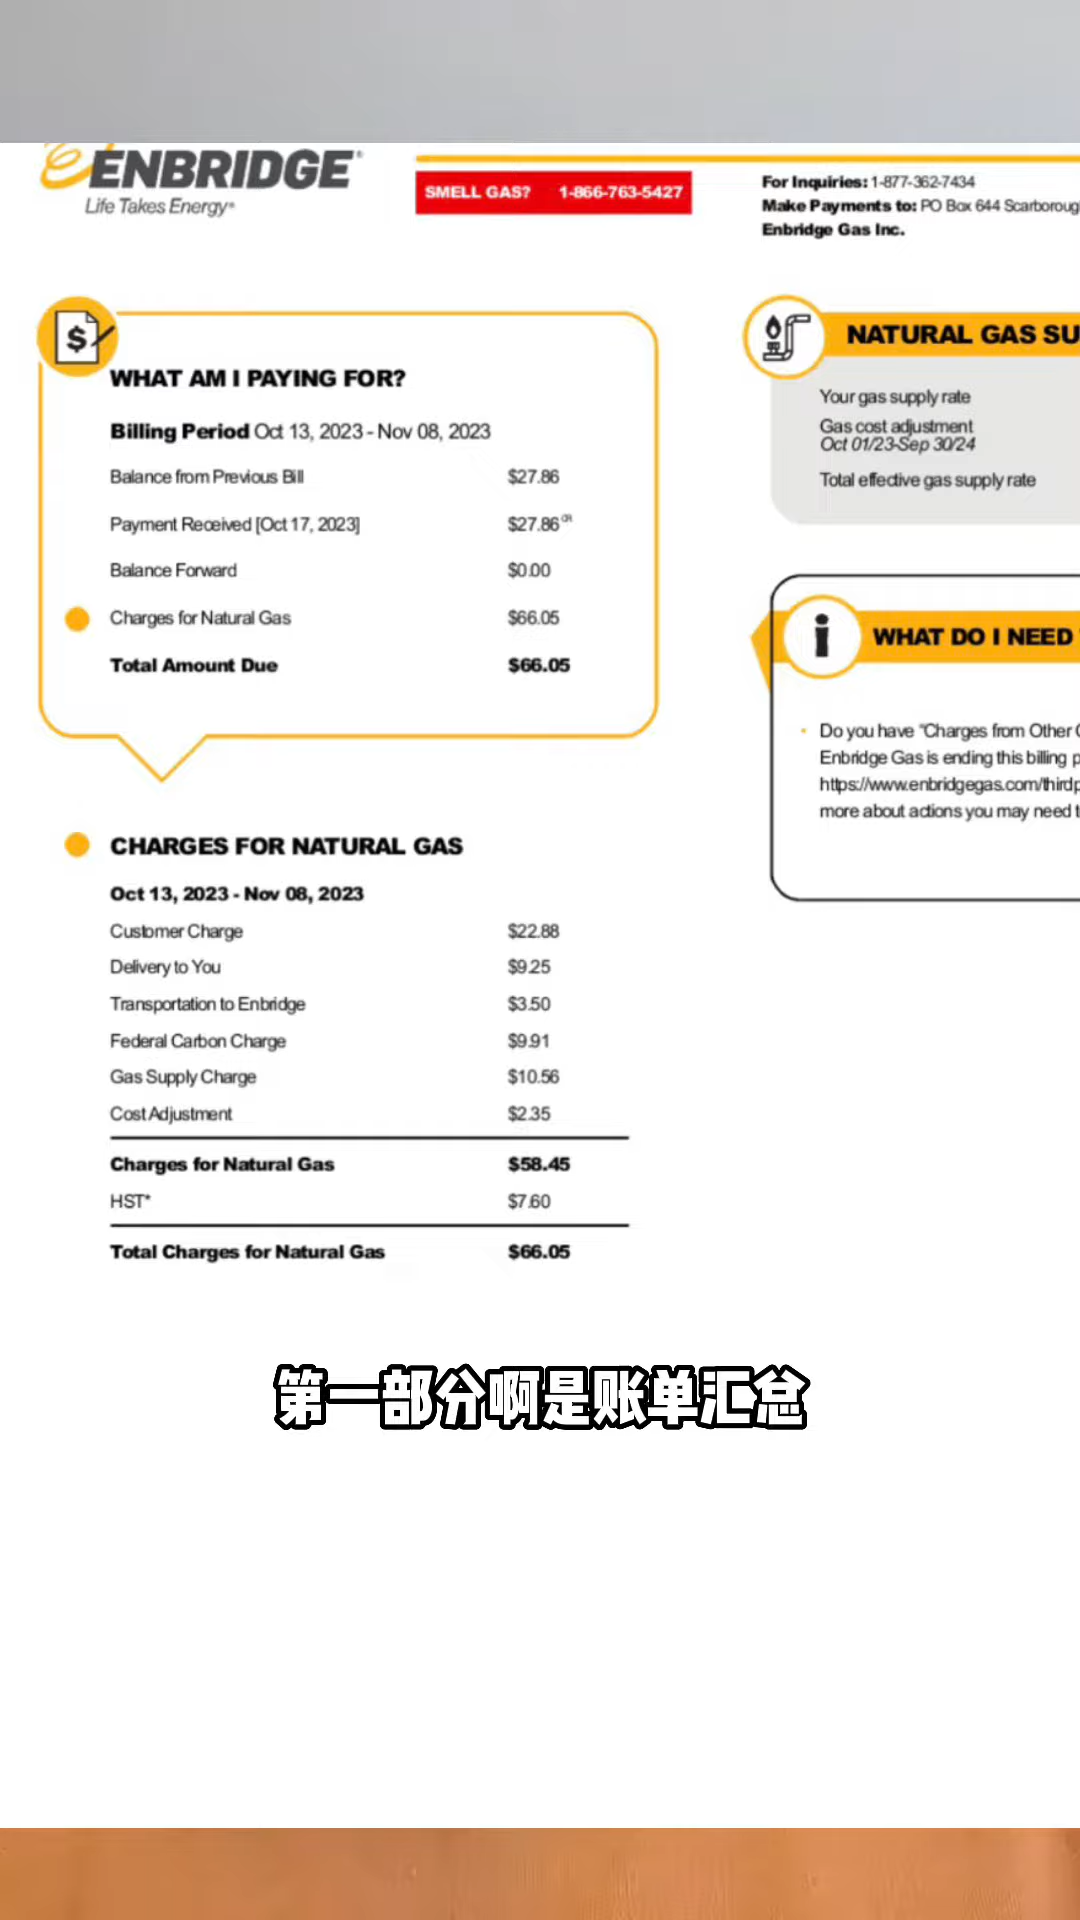 ENBRIDGE®
Life Takes Energy®
SMELL GAS? 1-866-763-5427
For Inquiries: 1-877-362-7434
Make Payments to: PO Box 644 Scarboroug
Enbridge Gas Inc.
$
WHAT AM I PAYING FOR?
Billing Period Oct 13, 2023 - Nov 08, 2023
Balance from Previous Bill $27.86
Payment Received [Oct 17, 2023] $27.86 CR
Balance Forward $0.00
Charges for Natural Gas $66.05
Total Amount Due $66.05
NATURAL GAS SU
Your gas supply rate
Gas cost adjustment
Oct 01/23-Sep 30/24
Total effective gas supply rate
WHAT DO I NEED
• Do you have "Charges from Other
Enbridge Gas is ending this billing p
https://www.enbridgegas.com/thirdp
more about actions you may need t
CHARGES FOR NATURAL GAS
Oct 13, 2023 - Nov 08, 2023
Customer Charge $22.88
Delivery to You $9.25
Transportation to Enbridge $3.50
Federal Carbon Charge $9.91
Gas Supply Charge $10.56
Cost Adjustment $2.35
Charges for Natural Gas $58.45
HST* $7.60
Total Charges for Natural Gas $66.05
第一部分啊是账单汇总